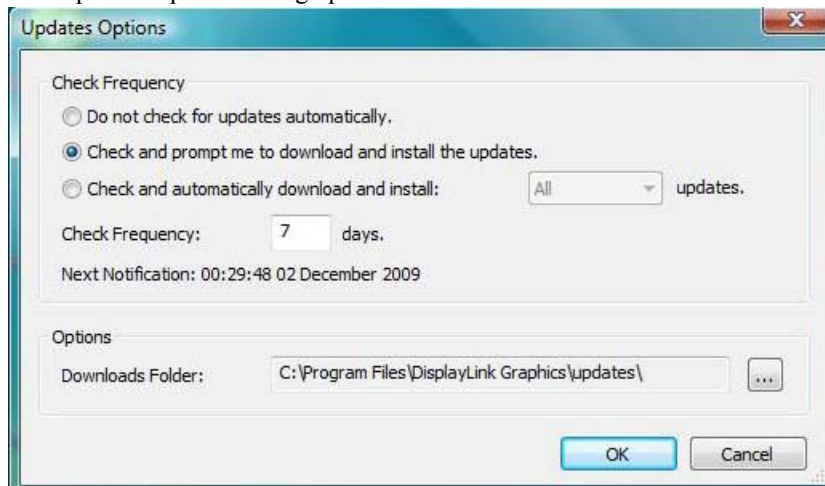 Updates Options
Check Frequency
Do not check for updates automatically.
Check and prompt me to download and install the updates.
Check and automatically download and install: All updates.
Check Frequency: 7 days.
Next Notification: 00:29:48 02 December 2009
Options
Downloads Folder: C:\Program Files\DisplayLink Graphics\updates\ ...
OK Cancel